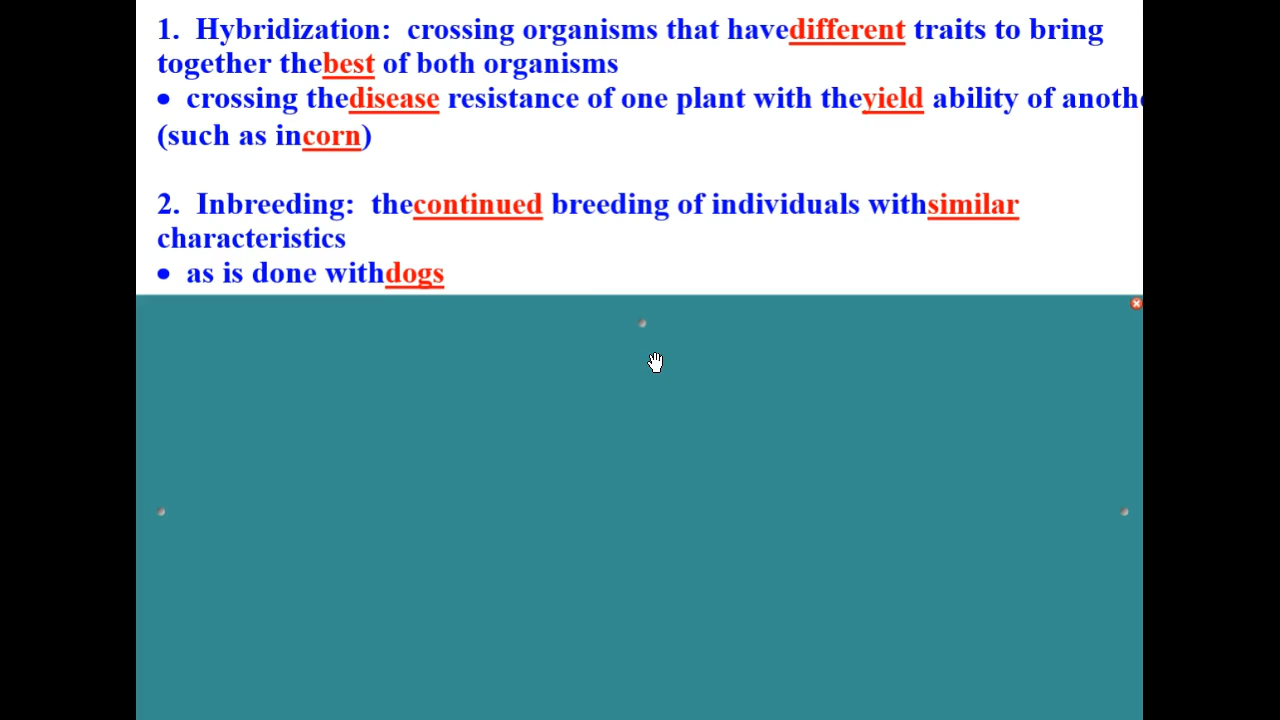 1. Hybridization: crossing organisms that have different traits to bring
together the best of both organisms
• crossing the disease resistance of one plant with the yield ability of anoth
(such as in corn)
2. Inbreeding: the continued breeding of individuals with similar
characteristics
• as is done with dogs